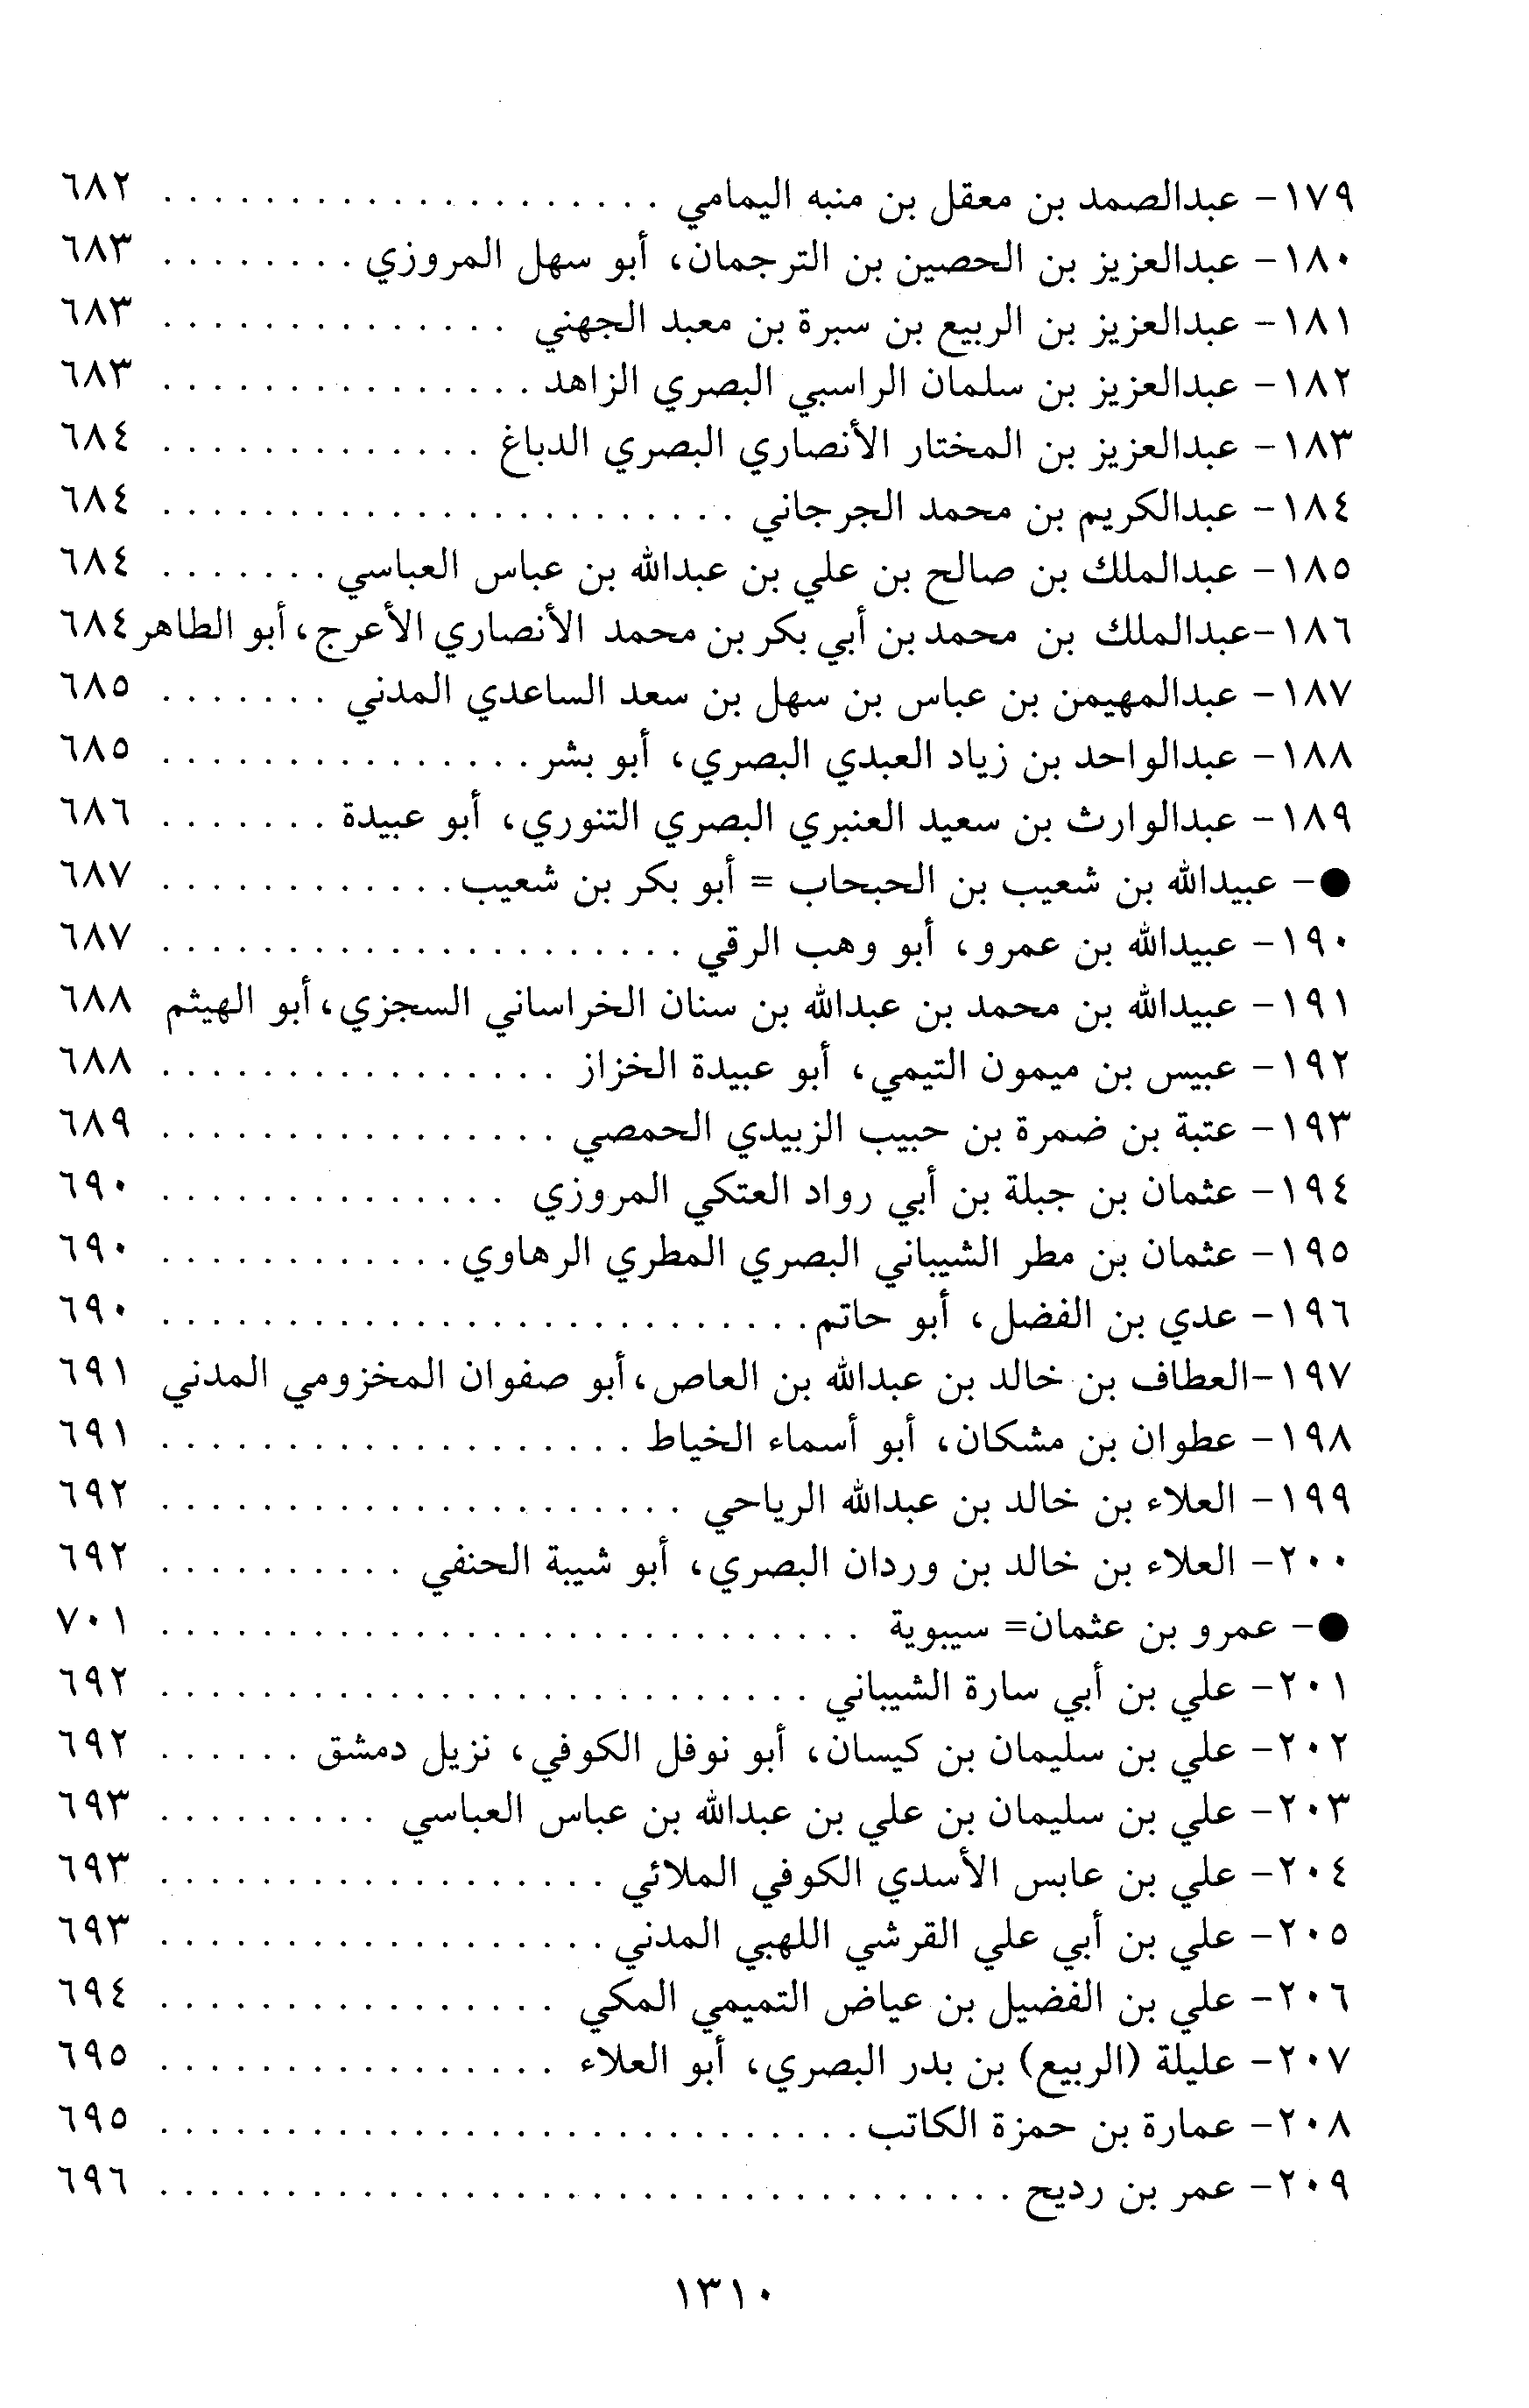 ١٧٩- عبدالصمد بن معقل بن منبه اليمامي . . . . . . . . . . . . . . . . . . . . ٦٨٢
١٨٠- عبدالعزيز بن الحصين بن الترجمان، أبو سهل المروزي . . . . . . . . ٦٨٣
١٨١- عبدالعزيز بن الربيع بن سبرة بن معبد الجهني . . . . . . . . . . . . . . ٦٨٣
١٨٢- عبدالعزيز بن سلمان الراسبي البصري الزاهد . . . . . . . . . . . . . . . ٦٨٣
١٨٣- عبدالعزيز بن المختار الأنصاري البصري الدباغ . . . . . . . . . . . . . ٦٨٤
١٨٤- عبدالكريم بن محمد الجرجاني . . . . . . . . . . . . . . . . . . . . . . . ٦٨٤
١٨٥- عبدالملك بن صالح بن علي بن عبدالله بن عباس العباسي . . . . . . . ٦٨٤
١٨٦-عبدالملك بن محمد بن أبي بكر بن محمد الأنصاري الأعرج،أبو الطاهر ٦٨٤
١٨٧- عبدالمهيمن بن عباس بن سهل بن سعد الساعدي المدني . . . . . . . ٦٨٥
١٨٨- عبدالواحد بن زياد العبدي البصري، أبو بشر . . . . . . . . . . . . . . . ٦٨٥
١٨٩- عبدالوارث بن سعيد العنبري البصري التنوري، أبو عبيدة . . . . . . . ٦٨٦
●- عبيدالله بن شعيب بن الحبحاب = أبو بكر بن شعيب . . . . . . . . . . . . ٦٨٧
١٩٠- عبيدالله بن عمرو، أبو وهب الرقي . . . . . . . . . . . . . . . . . . . . . ٦٨٧
١٩١- عبيدالله بن محمد بن عبدالله بن سنان الخراساني السجزي،أبو الهيثم ٦٨٨
١٩٢- عبيس بن ميمون التيمي، أبو عبيدة الخزاز . . . . . . . . . . . . . . . . ٦٨٨
١٩٣- عتبة بن ضمرة بن حبيب الزبيدي الحمصي . . . . . . . . . . . . . . . . ٦٨٩
١٩٤- عثمان بن جبلة بن أبي رواد العتكي المروزي . . . . . . . . . . . . . . ٦٩٠
١٩٥- عثمان بن مطر الشيباني البصري المطري الرهاوي . . . . . . . . . . . . ٦٩٠
١٩٦- عدي بن الفضل، أبو حاتم . . . . . . . . . . . . . . . . . . . . . . . . . . ٦٩٠
١٩٧-العطاف بن خالد بن عبدالله بن العاص،أبو صفوان المخزومي المدني ٦٩١
١٩٨- عطوان بن مشكان، أبو أسماء الخياط . . . . . . . . . . . . . . . . . . . ٦٩١
١٩٩- العلاء بن خالد بن عبدالله الرياحي . . . . . . . . . . . . . . . . . . . . . ٦٩٢
٢٠٠- العلاء بن خالد بن وردان البصري، أبو شيبة الحنفي . . . . . . . . . . ٦٩٢
●- عمرو بن عثمان= سيبوية . . . . . . . . . . . . . . . . . . . . . . . . . . . . ٧٠١
٢٠١- علي بن أبي سارة الشيباني . . . . . . . . . . . . . . . . . . . . . . . . . . ٦٩٢
٢٠٢- علي بن سليمان بن كيسان، أبو نوفل الكوفي، نزيل دمشق . . . . . . ٦٩٢
٢٠٣- علي بن سليمان بن علي بن عبدالله بن عباس العباسي . . . . . . . . . ٦٩٣
٢٠٤- علي بن عابس الأسدي الكوفي الملائي . . . . . . . . . . . . . . . . . . ٦٩٣
٢٠٥- علي بن أبي علي القرشي اللهبي المدني . . . . . . . . . . . . . . . . . . ٦٩٣
٢٠٦- علي بن الفضيل بن عياض التميمي المكي . . . . . . . . . . . . . . . . ٦٩٤
٢٠٧- عليلة (الربيع) بن بدر البصري، أبو العلاء . . . . . . . . . . . . . . . . ٦٩٥
٢٠٨- عمارة بن حمزة الكاتب . . . . . . . . . . . . . . . . . . . . . . . . . . . . ٦٩٥
٢٠٩- عمر بن رديح . . . . . . . . . . . . . . . . . . . . . . . . . . . . . . . . . . ٦٩٦
١٣١٠